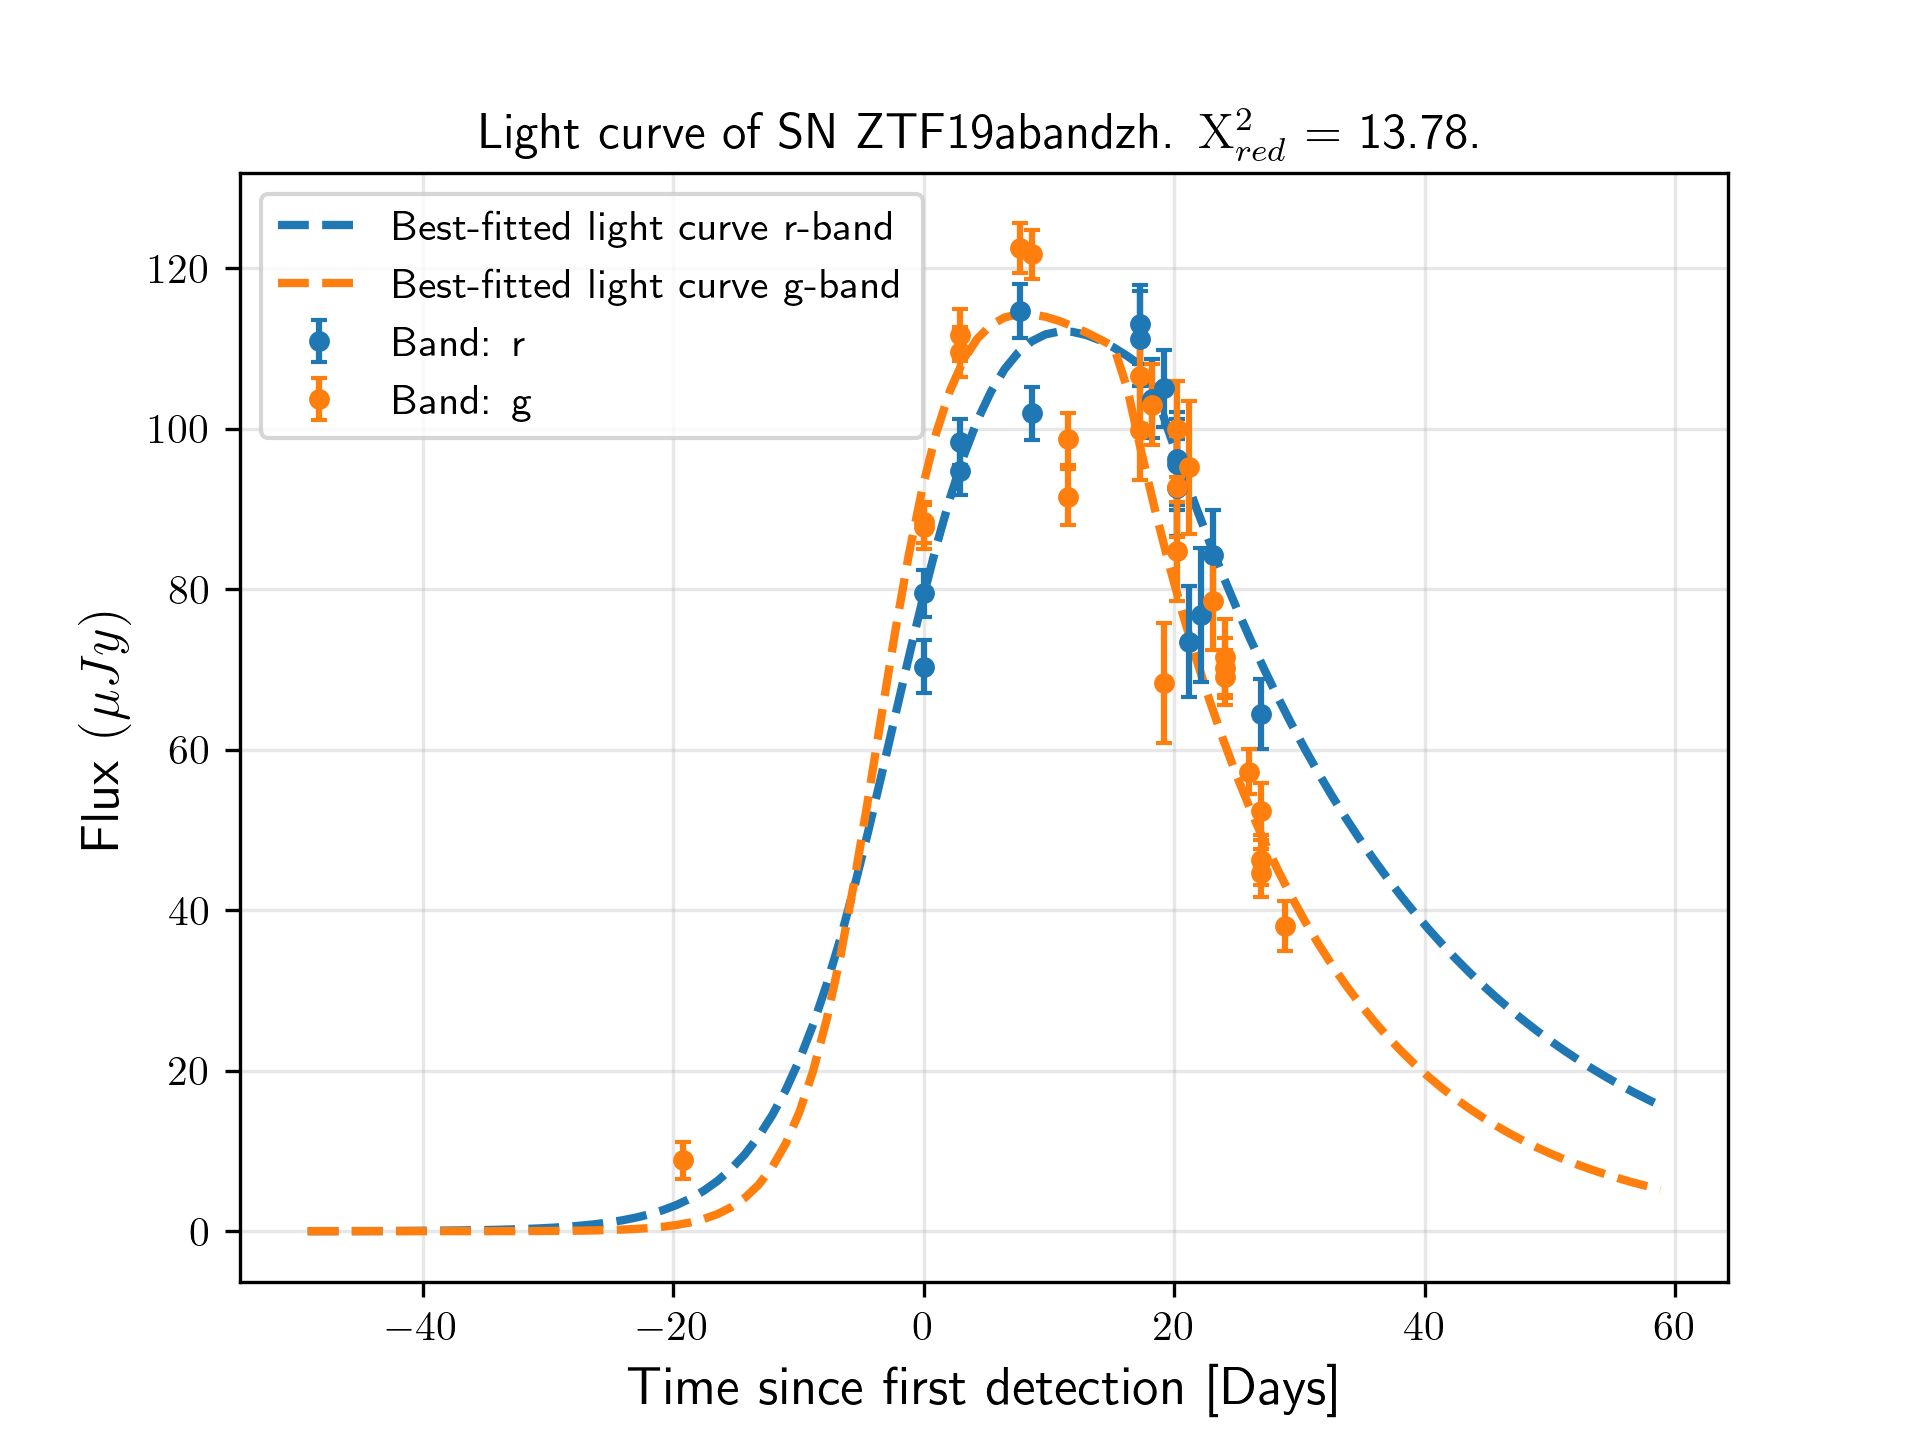 Light curve of SN ZTF19abandzh. X²red = 13.78.
Best-fitted light curve r-band
Best-fitted light curve g-band
Band: r
Band: g
Flux (μJy)
120
100
80
60
40
20
0
−40 −20 0 20 40 60
Time since first detection [Days]